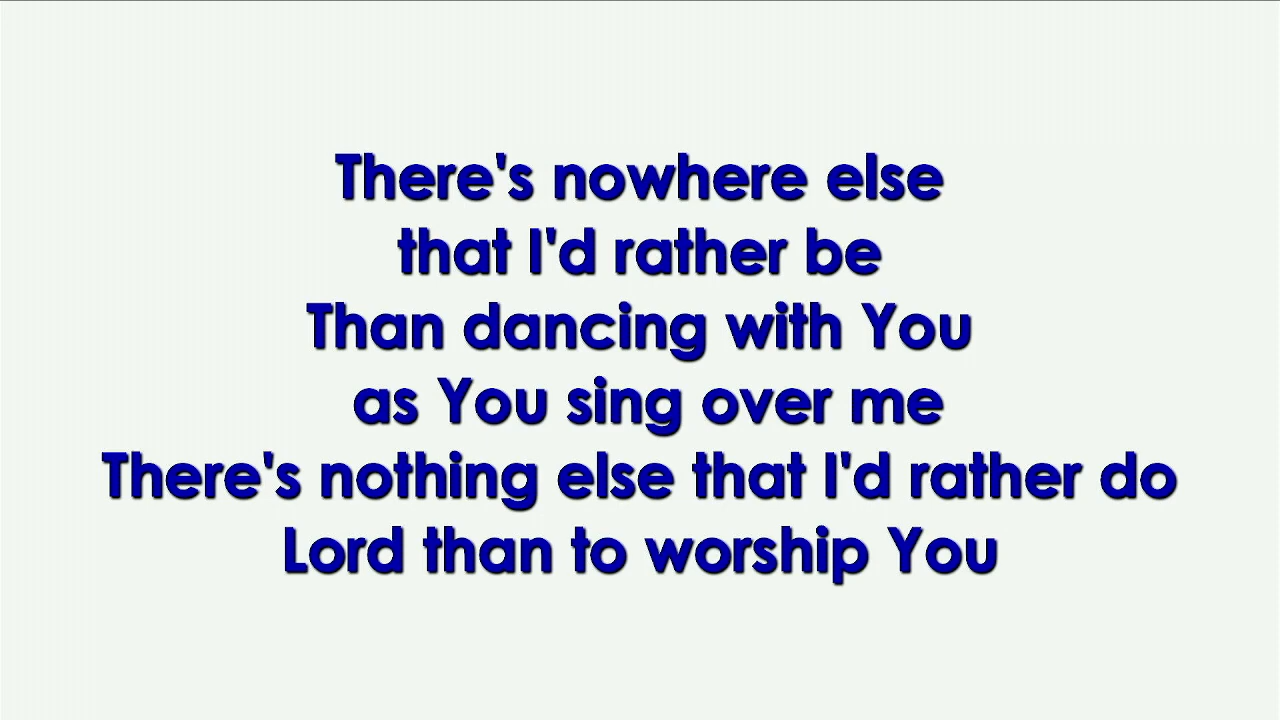 There's nowhere else
that I'd rather be
Than dancing with You
as You sing over me
There's nothing else that I'd rather do
Lord than to worship You